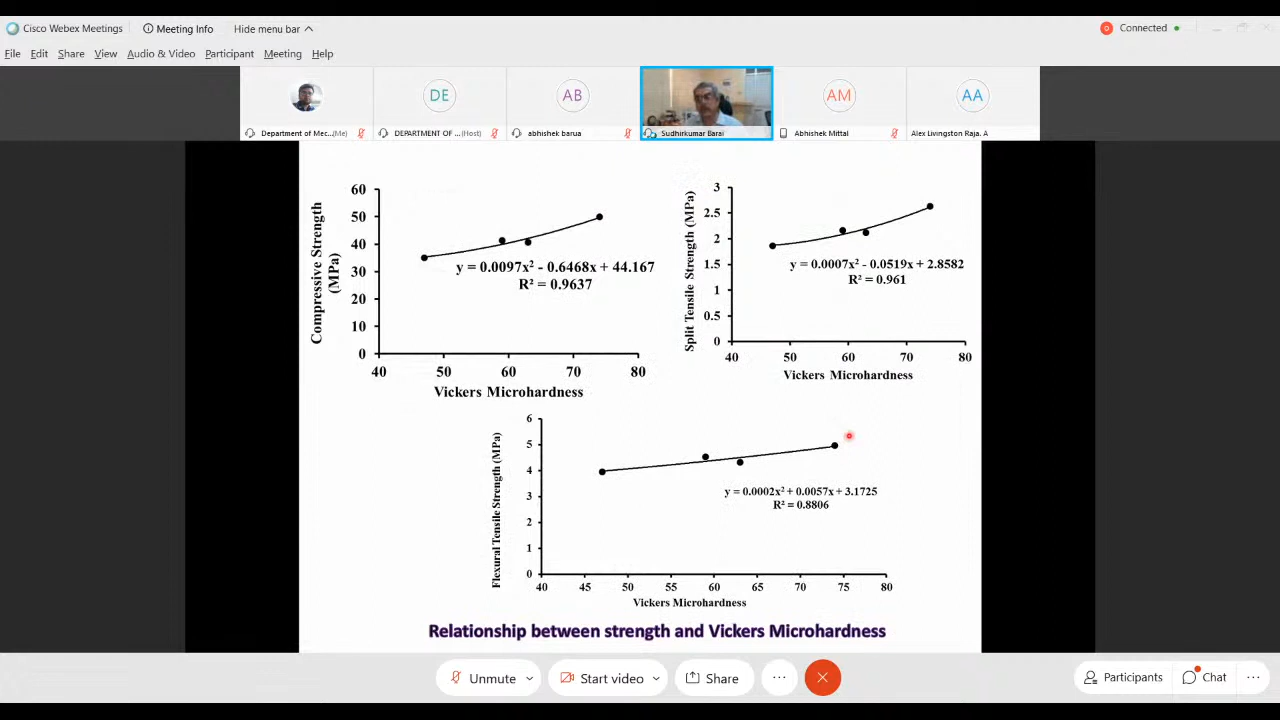 Cisco Webex Meetings
Meeting Info
Hide menu bar
Connected
File Edit Share View Audio & Video Participant Meeting Help
DE
AB
AM
AA
Department of Mec... (Me)
DEPARTMENT OF ... (Host)
abhishek barua
Sudhirkumar Barai
Abhishek Mittal
Alex Livingston Raja. A
Compressive Strength
(MPa)
60
50
40
30
20
10
0
y = 0.0097x² - 0.6468x + 44.167
R² = 0.9637
40 50 60 70 80
Vickers Microhardness
Split Tensile Strength (MPa)
3
2.5
2
1.5
1
0.5
0
y = 0.0007x² - 0.0519x + 2.8582
R² = 0.961
40 50 60 70 80
Vickers Microhardness
Flexural Tensile Strength (MPa)
6
5
4
3
2
1
0
y = 0.0002x² + 0.0057x + 3.1725
R² = 0.8806
40 45 50 55 60 65 70 75 80
Vickers Microhardness
Relationship between strength and Vickers Microhardness
Unmute
Start video
Share
Participants
Chat